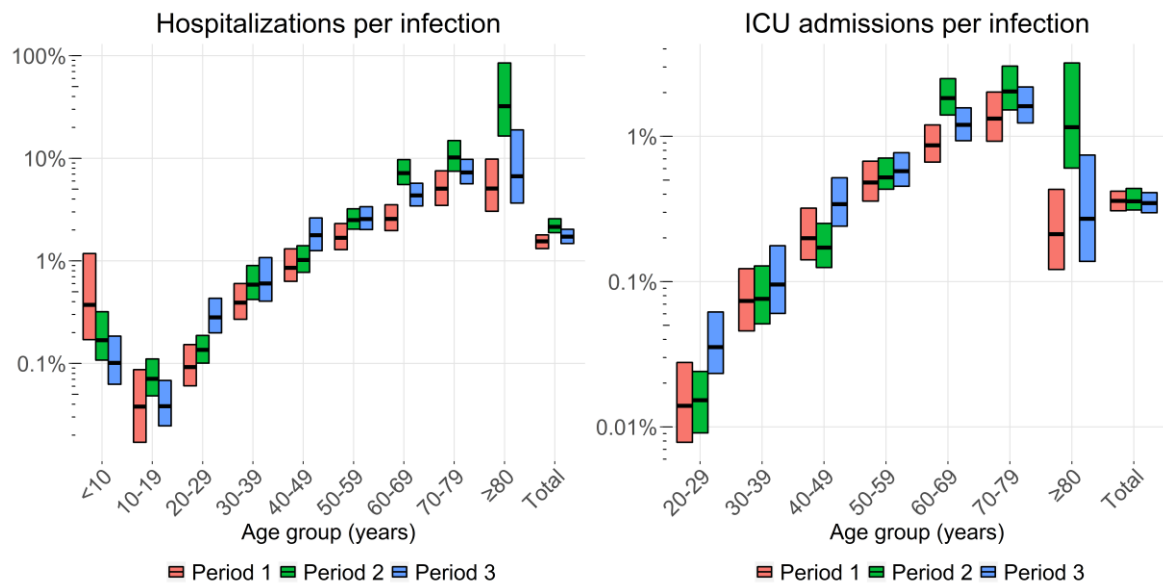 Hospitalizations per infection
100%
10%
1%
0.1%
<10
10-19
20-29
30-39
40-49
50-59
60-69
70-79
≥80
Total
Age group (years)
Period 1 Period 2 Period 3
ICU admissions per infection
1%
0.1%
0.01%
20-29
30-39
40-49
50-59
60-69
70-79
≥80
Total
Age group (years)
Period 1 Period 2 Period 3